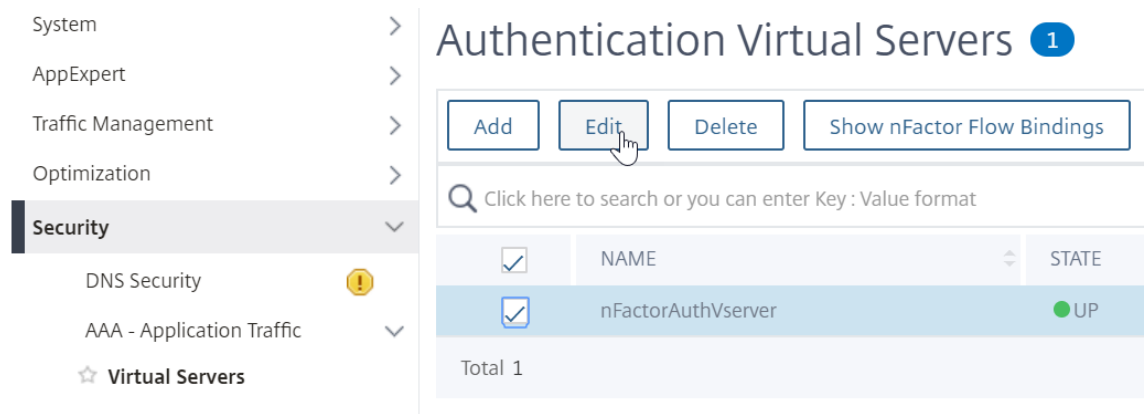 System
AppExpert
Traffic Management
Optimization
Security
DNS Security
AAA - Application Traffic
Virtual Servers
Authentication Virtual Servers 1
Add Edit Delete Show nFactor Flow Bindings
Click here to search or you can enter Key : Value format
NAME STATE
nFactorAuthVserver UP
Total 1